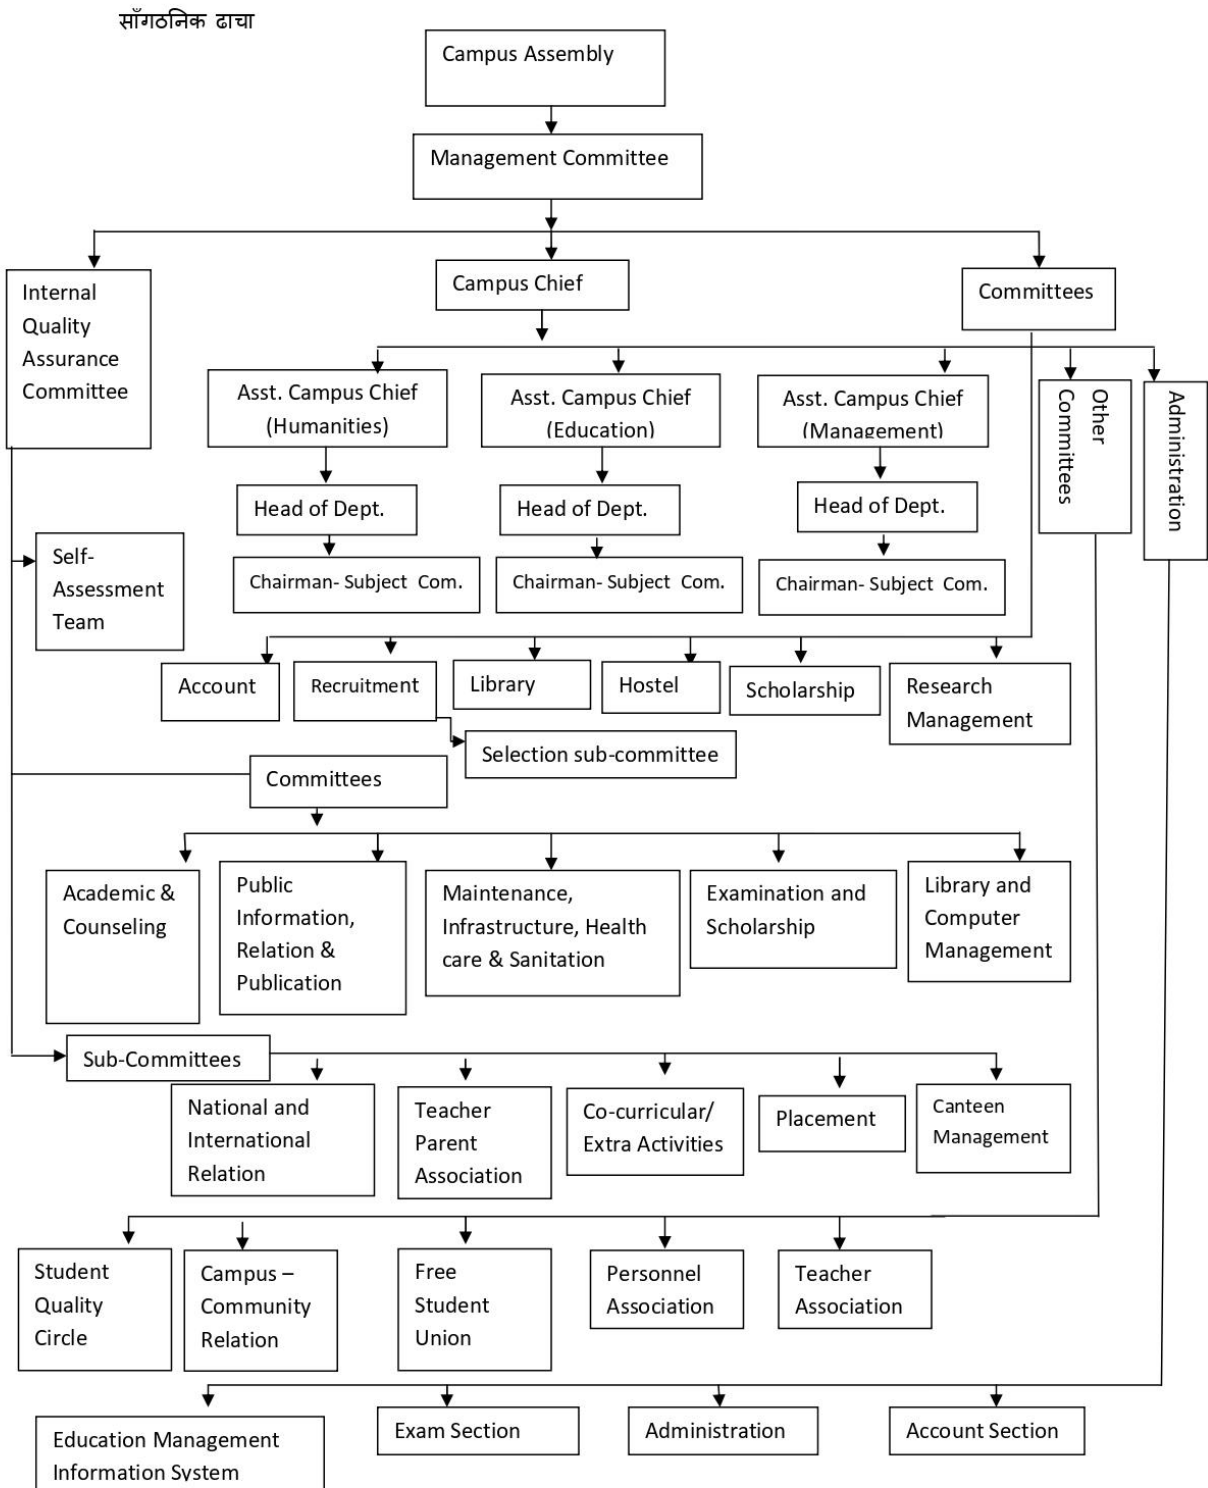 साँगठनिक ढाचा
Campus Assembly
Management Committee
Internal
Quality
Assurance
Committee
Campus Chief
Committees
Asst. Campus Chief
(Humanities)
Asst. Campus Chief
(Education)
Asst. Campus Chief
(Management)
Other
Committees
Administration
Head of Dept.
Head of Dept.
Head of Dept.
Self-
Assessment
Team
Chairman- Subject Com.
Chairman- Subject Com.
Chairman- Subject Com.
Account
Recruitment
Library
Hostel
Scholarship
Research
Management
Selection sub-committee
Committees
Academic &
Counseling
Public
Information,
Relation &
Publication
Maintenance,
Infrastructure, Health
care & Sanitation
Examination and
Scholarship
Library and
Computer
Management
Sub-Committees
National and
International
Relation
Teacher
Parent
Association
Co-curricular/
Extra Activities
Placement
Canteen
Management
Student
Quality
Circle
Campus –
Community
Relation
Free
Student
Union
Personnel
Association
Teacher
Association
Education Management
Information System
Exam Section
Administration
Account Section